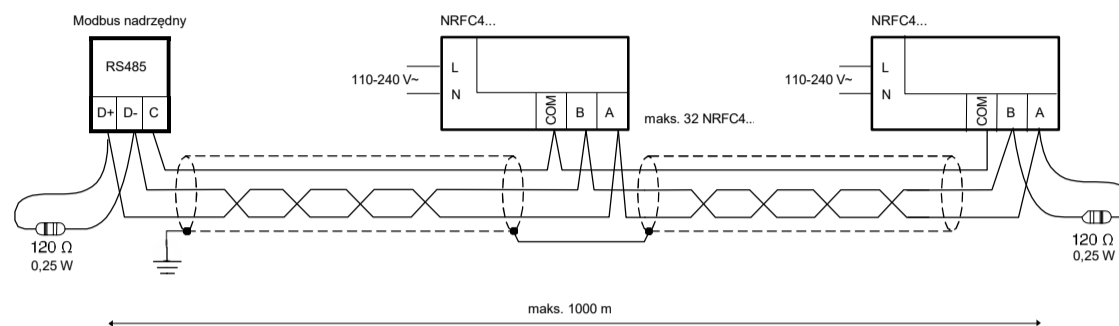 Modbus nadrzędny
RS485
D+ D- C
120 Ω
0,25 W
NRFC4...
110-240 V~
L
N
COM B A
maks. 32 NRFC4...
NRFC4...
110-240 V~
L
N
COM B A
120 Ω
0,25 W
maks. 1000 m